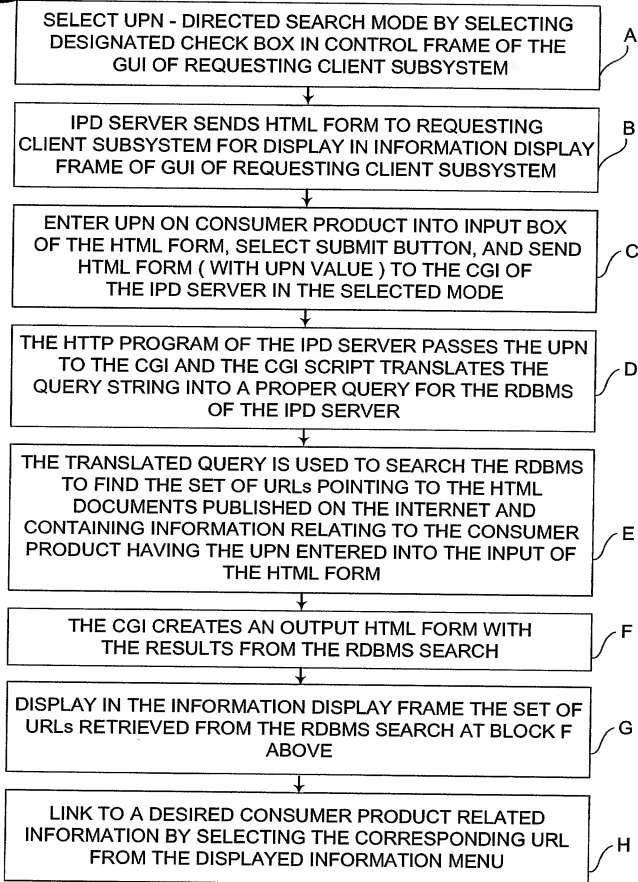 SELECT UPN - DIRECTED SEARCH MODE BY SELECTING
DESIGNATED CHECK BOX IN CONTROL FRAME OF THE
GUI OF REQUESTING CLIENT SUBSYSTEM
A
IPD SERVER SENDS HTML FORM TO REQUESTING
CLIENT SUBSYSTEM FOR DISPLAY IN INFORMATION DISPLAY
FRAME OF GUI OF REQUESTING CLIENT SUBSYSTEM
B
ENTER UPN ON CONSUMER PRODUCT INTO INPUT BOX
OF THE HTML FORM, SELECT SUBMIT BUTTON, AND SEND
HTML FORM ( WITH UPN VALUE ) TO THE CGI OF
THE IPD SERVER IN THE SELECTED MODE
C
THE HTTP PROGRAM OF THE IPD SERVER PASSES THE UPN
TO THE CGI AND THE CGI SCRIPT TRANSLATES THE
QUERY STRING INTO A PROPER QUERY FOR THE RDBMS
OF THE IPD SERVER
D
THE TRANSLATED QUERY IS USED TO SEARCH THE RDBMS
TO FIND THE SET OF URLs POINTING TO THE HTML
DOCUMENTS PUBLISHED ON THE INTERNET AND
CONTAINING INFORMATION RELATING TO THE CONSUMER
PRODUCT HAVING THE UPN ENTERED INTO THE INPUT OF
THE HTML FORM
E
THE CGI CREATES AN OUTPUT HTML FORM WITH
THE RESULTS FROM THE RDBMS SEARCH
F
DISPLAY IN THE INFORMATION DISPLAY FRAME THE SET OF
URLs RETRIEVED FROM THE RDBMS SEARCH AT BLOCK F
ABOVE
G
LINK TO A DESIRED CONSUMER PRODUCT RELATED
INFORMATION BY SELECTING THE CORRESPONDING URL
FROM THE DISPLAYED INFORMATION MENU
H